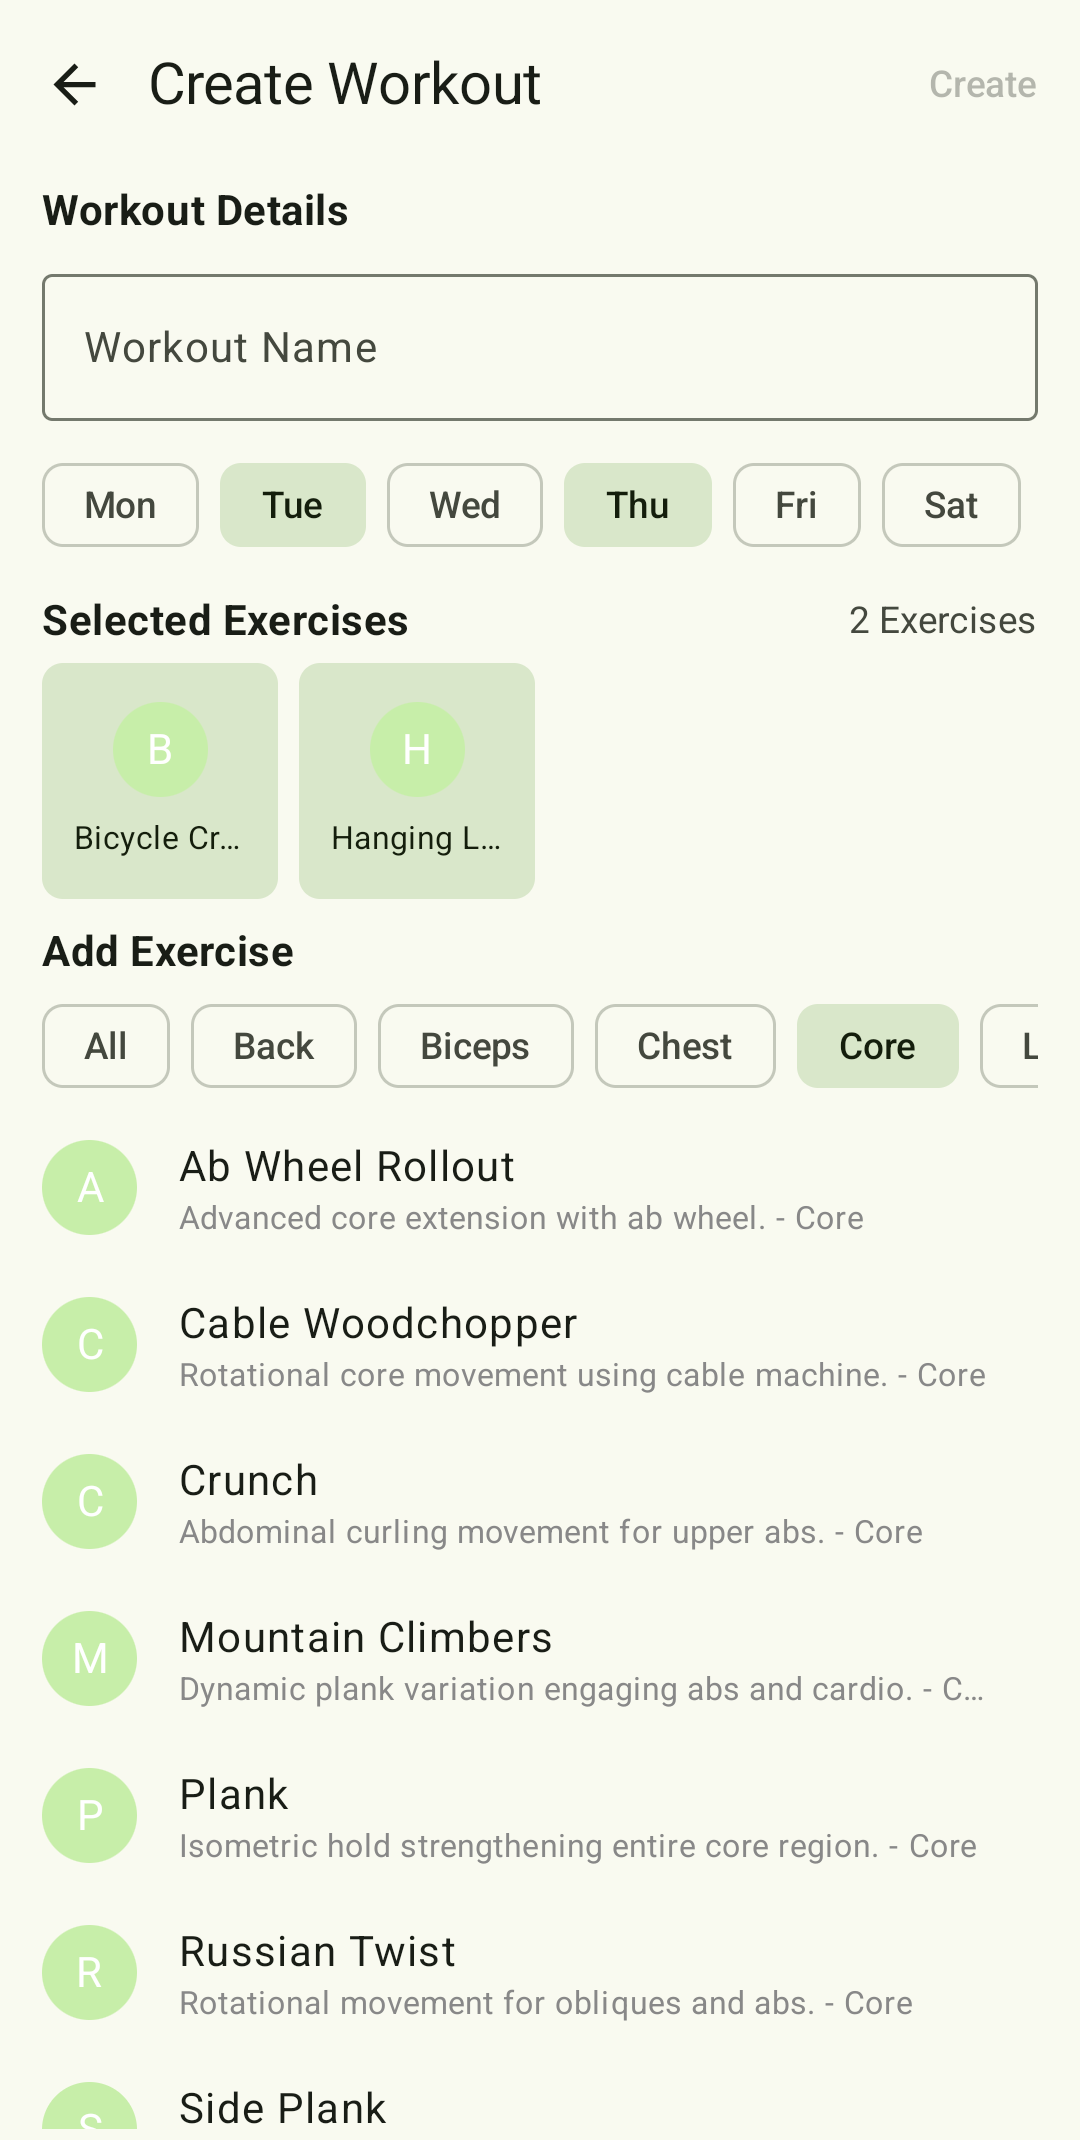 Create Workout
Create
Workout Details
Workout Name
Mon Tue Wed Thu Fri Sat
Selected Exercises
2 Exercises
B
Bicycle Cr...
H
Hanging L...
Add Exercise
All Back Biceps Chest Core L
A
Ab Wheel Rollout
Advanced core extension with ab wheel. - Core
C
Cable Woodchopper
Rotational core movement using cable machine. - Core
C
Crunch
Abdominal curling movement for upper abs. - Core
M
Mountain Climbers
Dynamic plank variation engaging abs and cardio. - C...
P
Plank
Isometric hold strengthening entire core region. - Core
R
Russian Twist
Rotational movement for obliques and abs. - Core
S
Side Plank